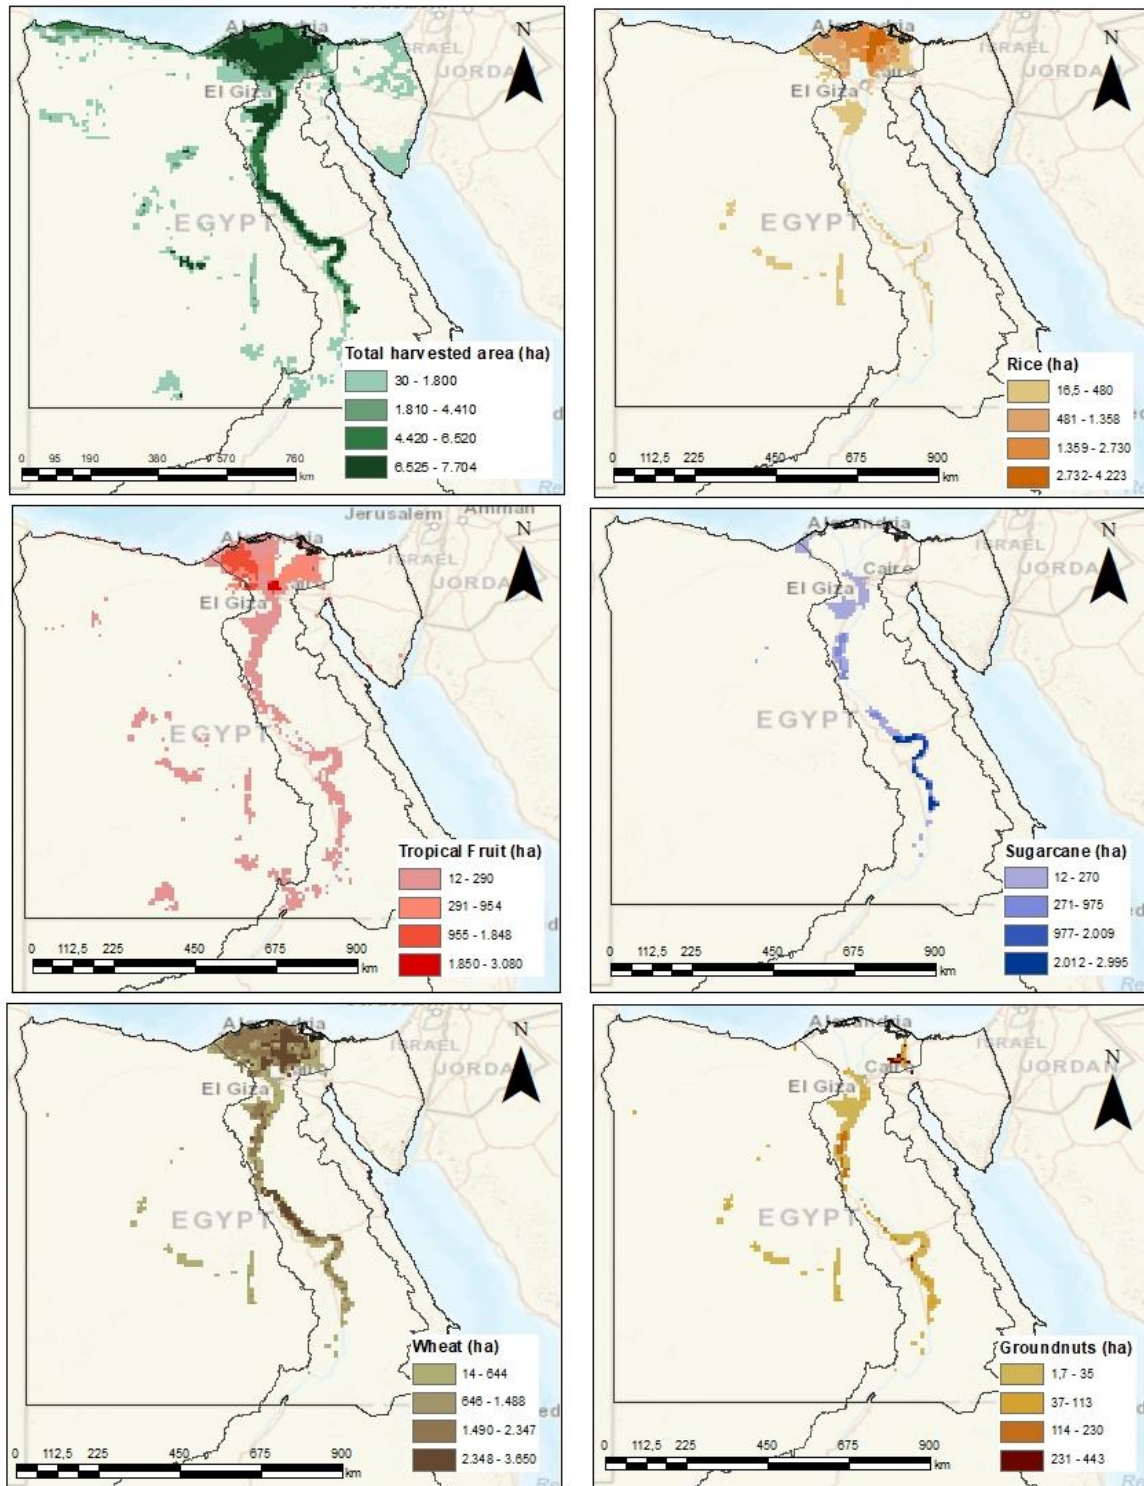 Alexandria
N
ISRAEL
JORDAN
El Giza
EGYPT
Total harvested area (ha)
30 - 1.800
1.810 - 4.410
4.420 - 6.520
6.525 - 7.704
0 95 190 380 570 760
km
Alexandria
N
ISRAEL
JORDAN
Cairo
El Giza
EGYPT
Rice (ha)
16,5 - 480
481 - 1.358
1.359 - 2.730
2.732- 4.223
0 112,5 225 450 675 900
km
Jerusalem
Amman
Alexandria
N
ISRAEL
JORDAN
El Giza
EGYPT
Tropical Fruit (ha)
12 - 290
291 - 954
955 - 1.848
1.850 - 3.080
0 112,5 225 450 675 900
km
Alexandria
N
ISRAEL
Cairo
JORDAN
El Giza
EGYPT
Sugarcane (ha)
12 - 270
271 - 975
977- 2.009
2.012 - 2.995
0 112,5 225 450 675 900
km
Alexandria
N
ISRAEL
JORDAN
El Giza
EGYPT
Wheat (ha)
14 - 644
646 - 1.488
1.490 - 2.347
2.348 - 3.650
0 112,5 225 450 675 900
km
Alexandria
N
ISRAEL
Cairo
JORDAN
El Giza
EGYPT
Groundnuts (ha)
1,7 - 35
37- 113
114 - 230
231 - 443
0 112,5 225 450 675 900
km